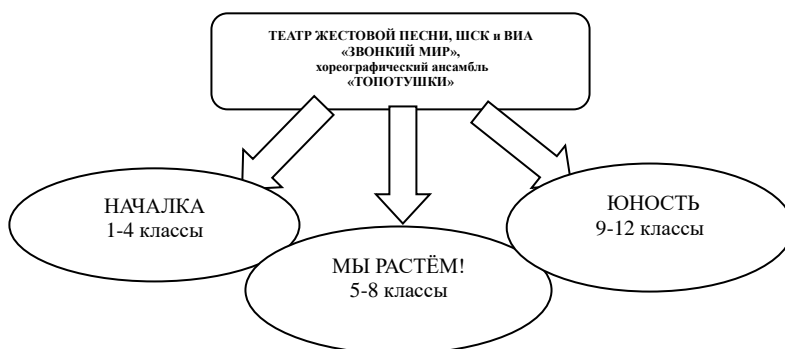 ТЕАТР ЖЕСТОВОЙ ПЕСНИ, ШСК и ВИА
«ЗВОНКИЙ МИР»,
хореографический ансамбль
«ТОПОТУШКИ»
НАЧАЛКА
1-4 классы
МЫ РАСТЁМ!
5-8 классы
ЮНОСТЬ
9-12 классы